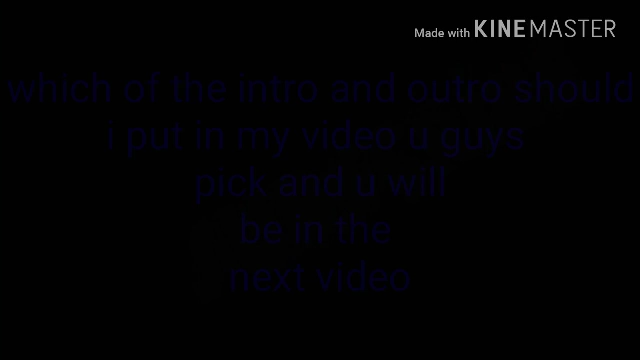 Made with KINEMASTER
which of the intro and outro should
i put in my video u guys
pick and u will
be in the
next video